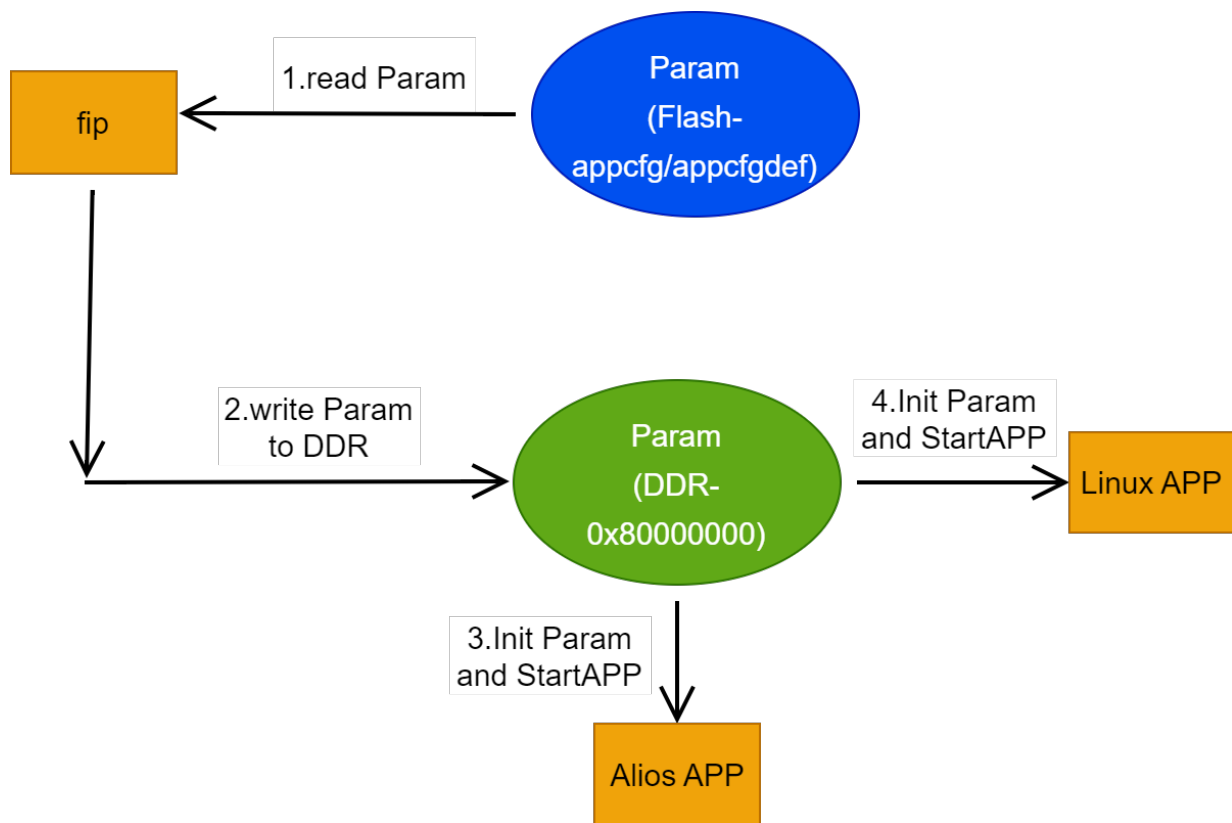 1.read Param
fip
Param
(Flash-
appcfg/appcfgdef)
2.write Param
to DDR
Param
(DDR-
0x80000000)
4.Init Param
and StartAPP
Linux APP
3.Init Param
and StartAPP
Alios APP